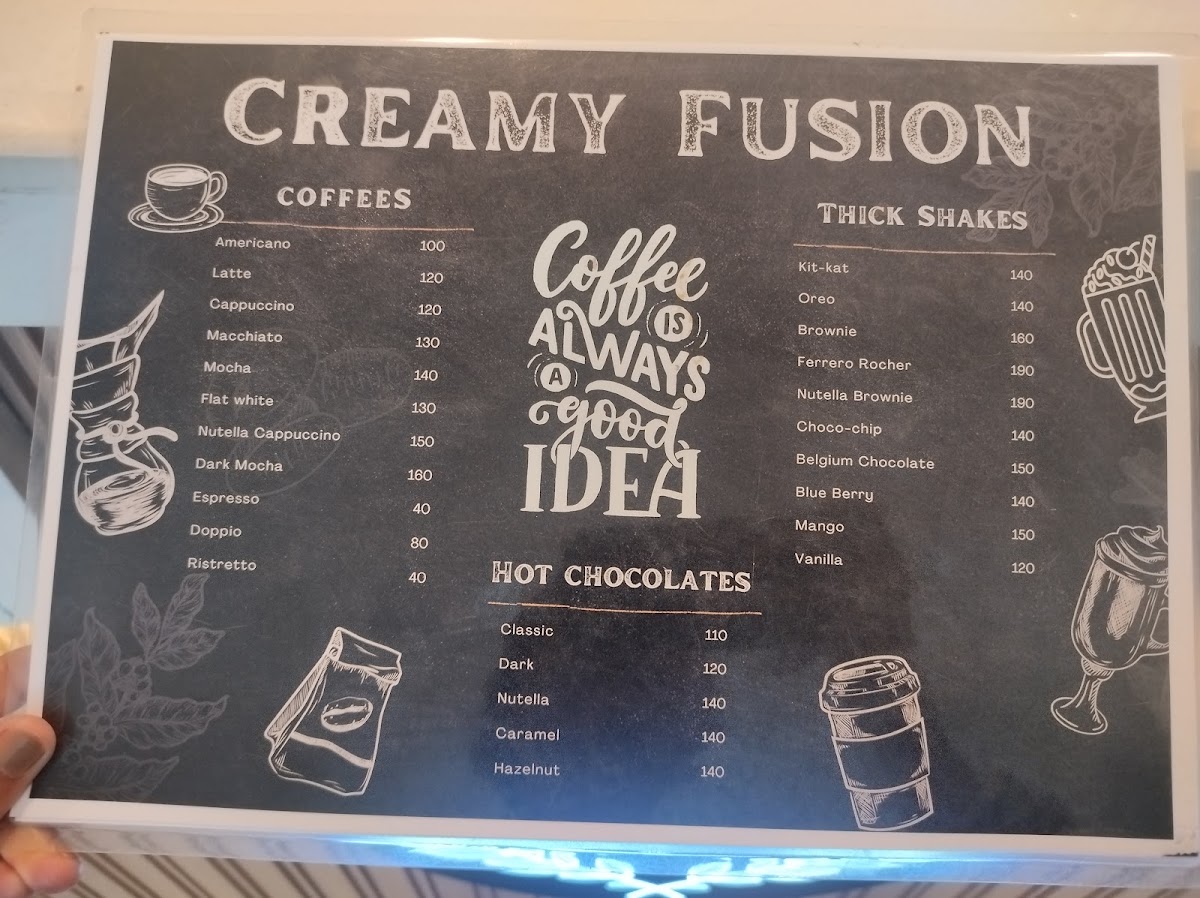 CREAMY FUSION
COFFEES
Americano 100
Latte 120
Cappuccino 120
Macchiato 130
Mocha 140
Flat white 130
Nutella Cappuccino 150
Dark Mocha 160
Espresso 40
Doppio 80
Ristretto 40
Coffee
IS
ALWAYS
A
good
IDEA
HOT CHOCOLATES
Classic 110
Dark 120
Nutella 140
Caramel 140
Hazelnut 140
THICK SHAKES
Kit-kat 140
Oreo 140
Brownie 160
Ferrero Rocher 190
Nutella Brownie 190
Choco-chip 140
Belgium Chocolate 150
Blue Berry 140
Mango 150
Vanilla 120